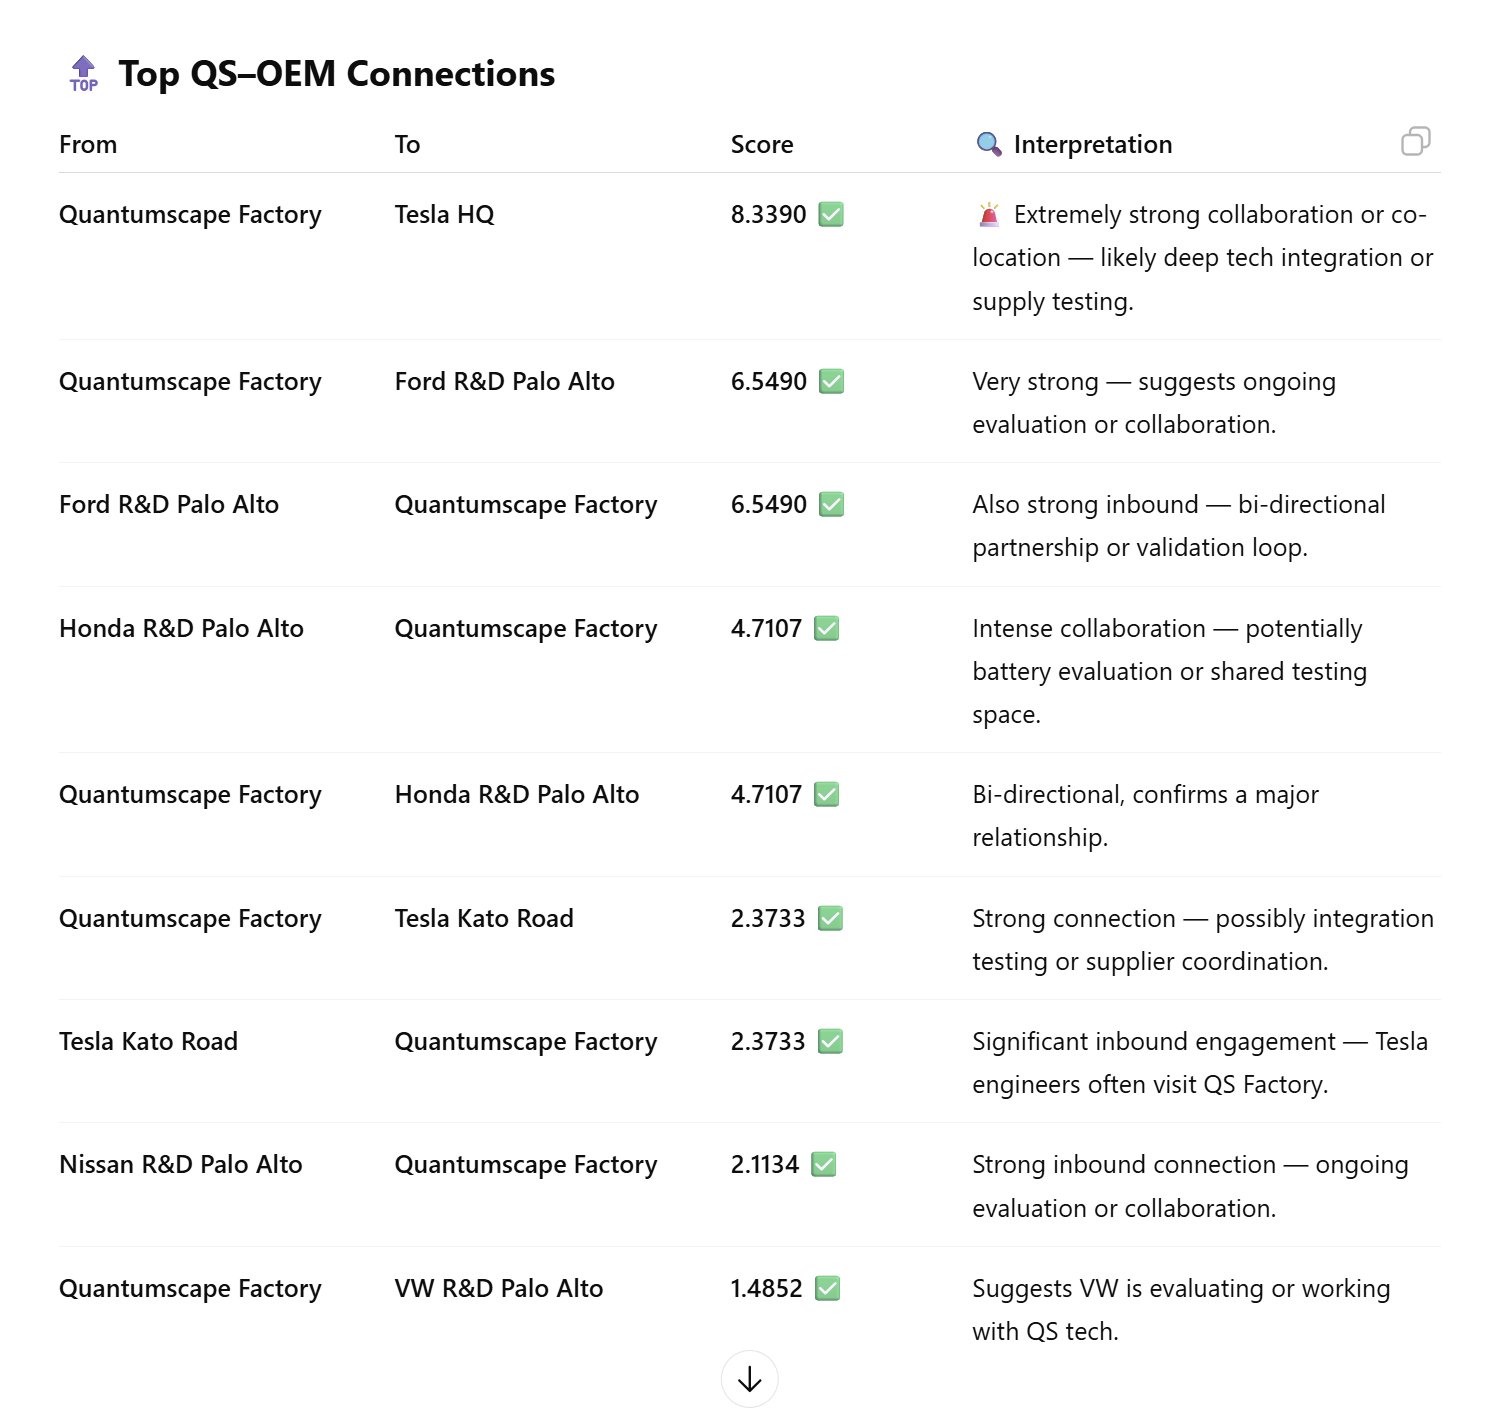 TOP Top QS–OEM Connections
From To Score 🔍 Interpretation
Quantumscape Factory Tesla HQ 8.3390 ✅ 🚨 Extremely strong collaboration or co-
location — likely deep tech integration or
supply testing.
Quantumscape Factory Ford R&D Palo Alto 6.5490 ✅ Very strong — suggests ongoing
evaluation or collaboration.
Ford R&D Palo Alto Quantumscape Factory 6.5490 ✅ Also strong inbound — bi-directional
partnership or validation loop.
Honda R&D Palo Alto Quantumscape Factory 4.7107 ✅ Intense collaboration — potentially
battery evaluation or shared testing
space.
Quantumscape Factory Honda R&D Palo Alto 4.7107 ✅ Bi-directional, confirms a major
relationship.
Quantumscape Factory Tesla Kato Road 2.3733 ✅ Strong connection — possibly integration
testing or supplier coordination.
Tesla Kato Road Quantumscape Factory 2.3733 ✅ Significant inbound engagement — Tesla
engineers often visit QS Factory.
Nissan R&D Palo Alto Quantumscape Factory 2.1134 ✅ Strong inbound connection — ongoing
evaluation or collaboration.
Quantumscape Factory VW R&D Palo Alto 1.4852 ✅ Suggests VW is evaluating or working
with QS tech.